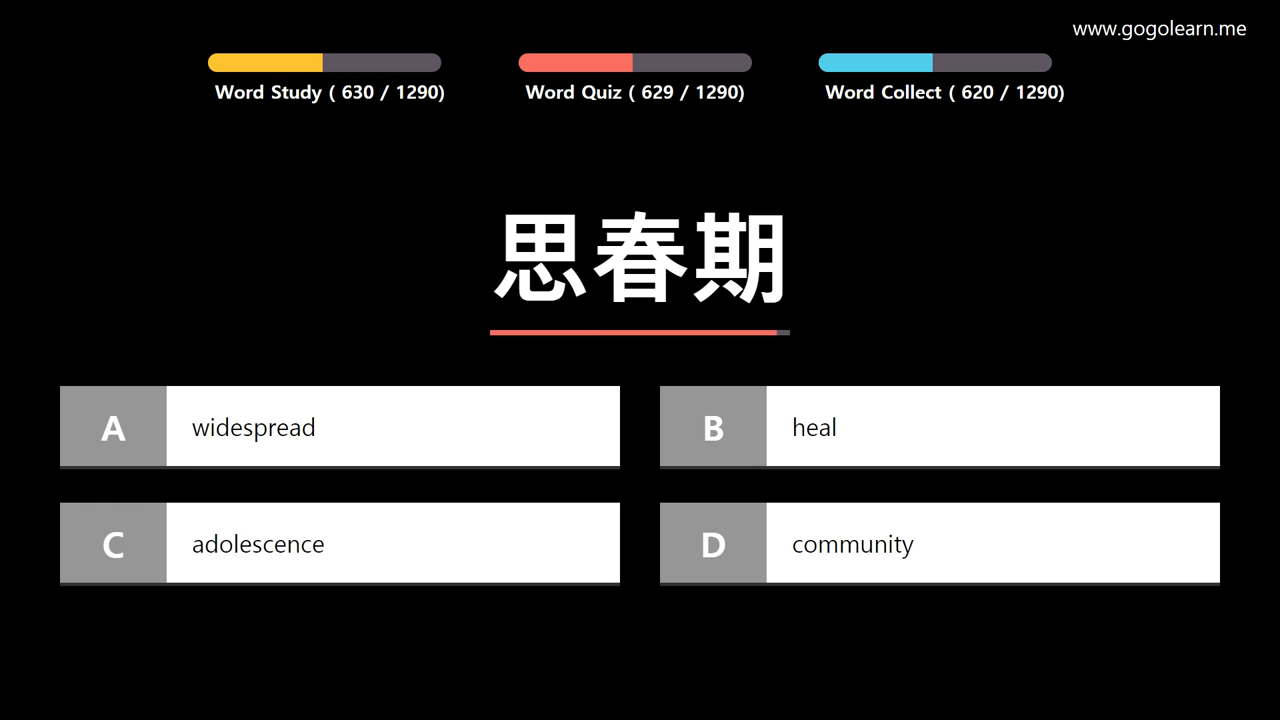 www.gogolearn.me
Word Study ( 630 / 1290)
Word Quiz ( 629 / 1290)
Word Collect ( 620 / 1290)
思春期
A widespread
B heal
C adolescence
D community